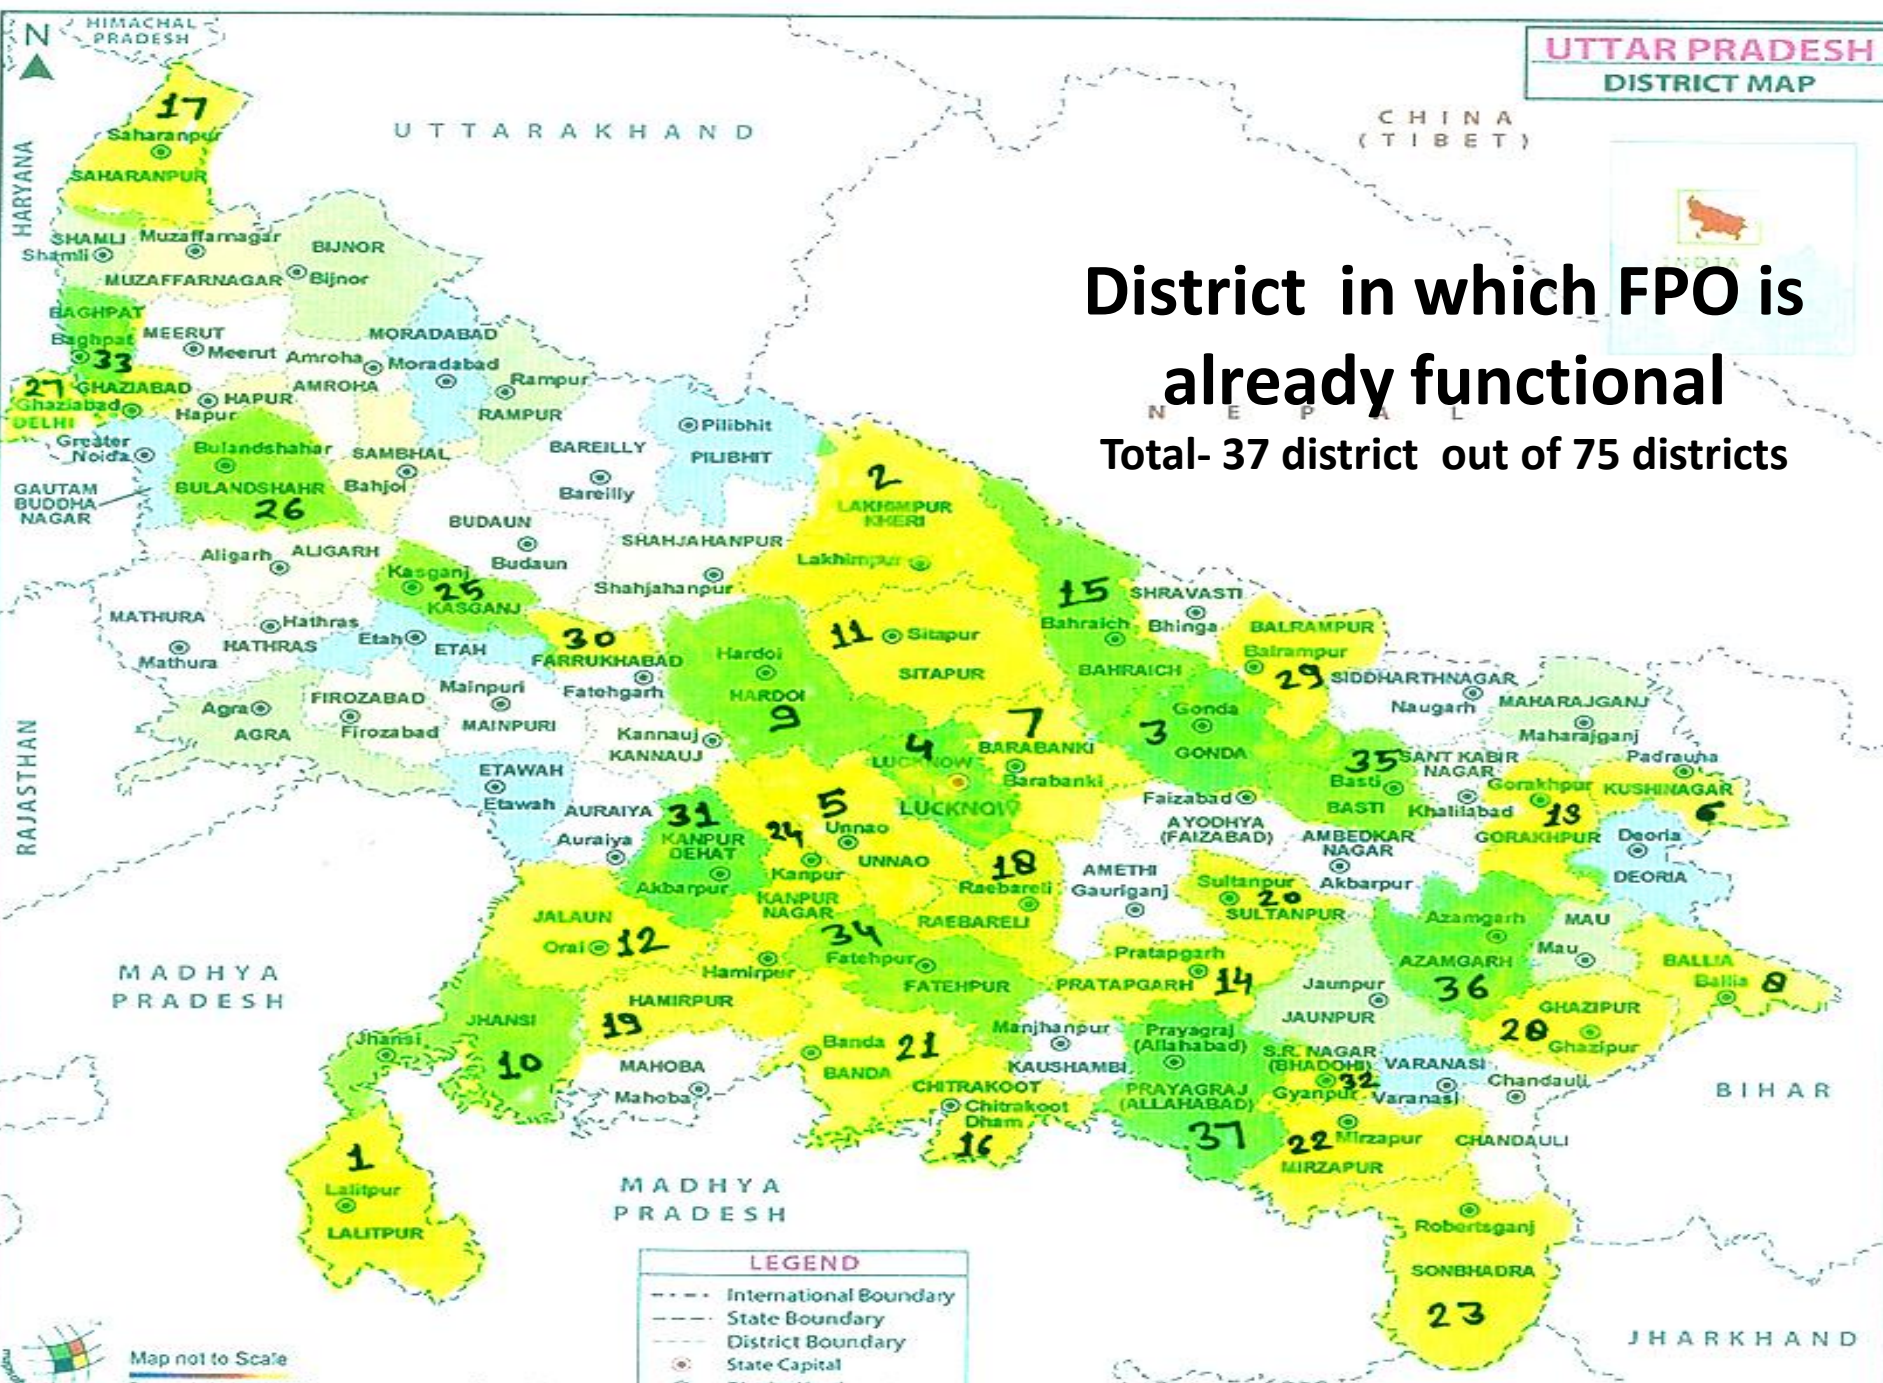 HIMACHAL
PRADESH
N
UTTAR PRADESH
DISTRICT MAP
17
Saharanpur
SAHARANPUR
UTTARAKHAND
CHINA
(TIBET)
HARYANA
INDIA
District in which FPO is
already functional
Total- 37 district out of 75 districts
NEPAL
SHAMLI
Shamli
Muzaffarnagar
MUZAFFARNAGAR
BIJNOR
Bijnor
BAGHPAT
Baghpat
33
MEERUT
Meerut
Amroha
AMROHA
MORADABAD
Moradabad
Rampur
RAMPUR
27
GHAZIABAD
Ghaziabad
DELHI
HAPUR
Hapur
Greater
Noida
GAUTAM
BUDDHA
NAGAR
Bulandshahar
BULANDSHAHR
26
SAMBHAL
Bahjoi
BAREILLY
Bareilly
Pilibhit
PILIBHIT
2
LAKHIMPUR
KHERI
Lakhimpur
BUDAUN
Budaun
SHAHJAHANPUR
Shahjahanpur
Aligarh
ALIGARH
Kasganj
25
KASGANJ
MATHURA
Mathura
Hathras
HATHRAS
Etah
ETAH
30
FARRUKHABAD
Fatehgarh
Hardoi
HARDOI
9
11
Sitapur
SITAPUR
15
Bahraich
BAHRAICH
SHRAVASTI
Bhinga
BALRAMPUR
Balrampur
29
SIDDHARTHNAGAR
Naugarh
MAHARAJGANJ
Maharajganj
RAJASTHAN
Agra
AGRA
FIROZABAD
Firozabad
Mainpuri
MAINPURI
Kannauj
KANNAUJ
4
LUCKNOW
LUCKNOW
7
BARABANKI
Barabanki
3
Gonda
GONDA
35
Basti
BASTI
SANT KABIR
NAGAR
Khalilabad
Gorakhpur
13
GORAKHPUR
Padrauna
KUSHINAGAR
6
ETAWAH
Etawah
AURAIYA
Auraiya
31
KANPUR
DEHAT
Akbarpur
24
Kanpur
KANPUR
NAGAR
5
Unnao
UNNAO
18
Raebareli
RAEBARELI
Faizabad
AYODHYA
(FAIZABAD)
AMBEDKAR
NAGAR
Akbarpur
Deoria
DEORIA
AMETHI
Gauriganj
Sultanpur
20
SULTANPUR
JALAUN
Orai
12
34
Fatehpur
FATEHPUR
Azamgarh
AZAMGARH
36
MAU
Mau
MADHYA
PRADESH
Hamirpur
HAMIRPUR
19
Pratapgarh
PRATAPGARH
14
Jaunpur
JAUNPUR
BALLIA
Ballia
8
GHAZIPUR
28
Ghazipur
JHANSI
Jhansi
10
MAHOBA
Mahoba
Banda
21
BANDA
Manjhanpur
KAUSHAMBI
Prayagraj
(Allahabad)
PRAYAGRAJ
(ALLAHABAD)
37
S.R. NAGAR
(BHADOHI)
32
Gyanpur
VARANASI
Varanasi
Chandauli
CHANDAULI
BIHAR
CHITRAKOOT
Chitrakoot
Dham
16
22
Mirzapur
MIRZAPUR
1
Lalitpur
LALITPUR
MADHYA
PRADESH
Robertsganj
SONBHADRA
23
JHARKHAND
LEGEND
International Boundary
State Boundary
District Boundary
State Capital
Map not to Scale